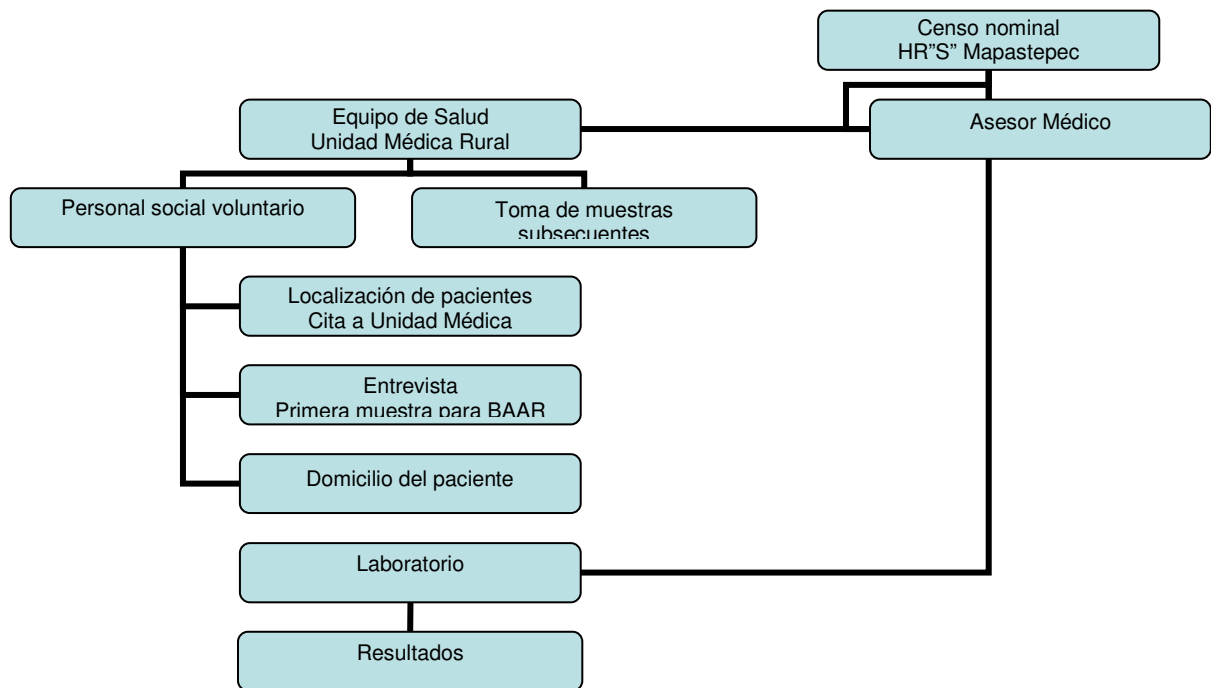 Censo nominal
HR”S” Mapastepec
Equipo de Salud
Unidad Médica Rural
Asesor Médico
Personal social voluntario
Toma de muestras
subsecuentes
Localización de pacientes
Cita a Unidad Médica
Entrevista
Primera muestra para BAAR
Domicilio del paciente
Laboratorio
Resultados